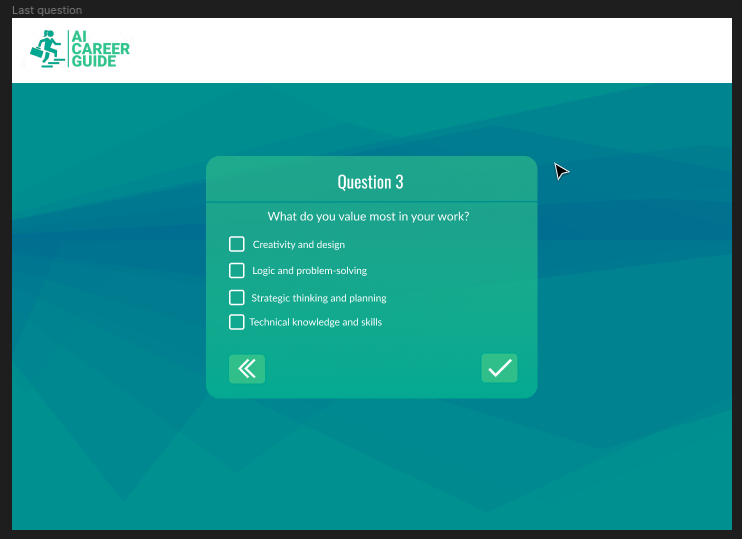 Last question
AI
CAREER
GUIDE
Question 3
What do you value most in your work?
Creativity and design
Logic and problem-solving
Strategic thinking and planning
Technical knowledge and skills